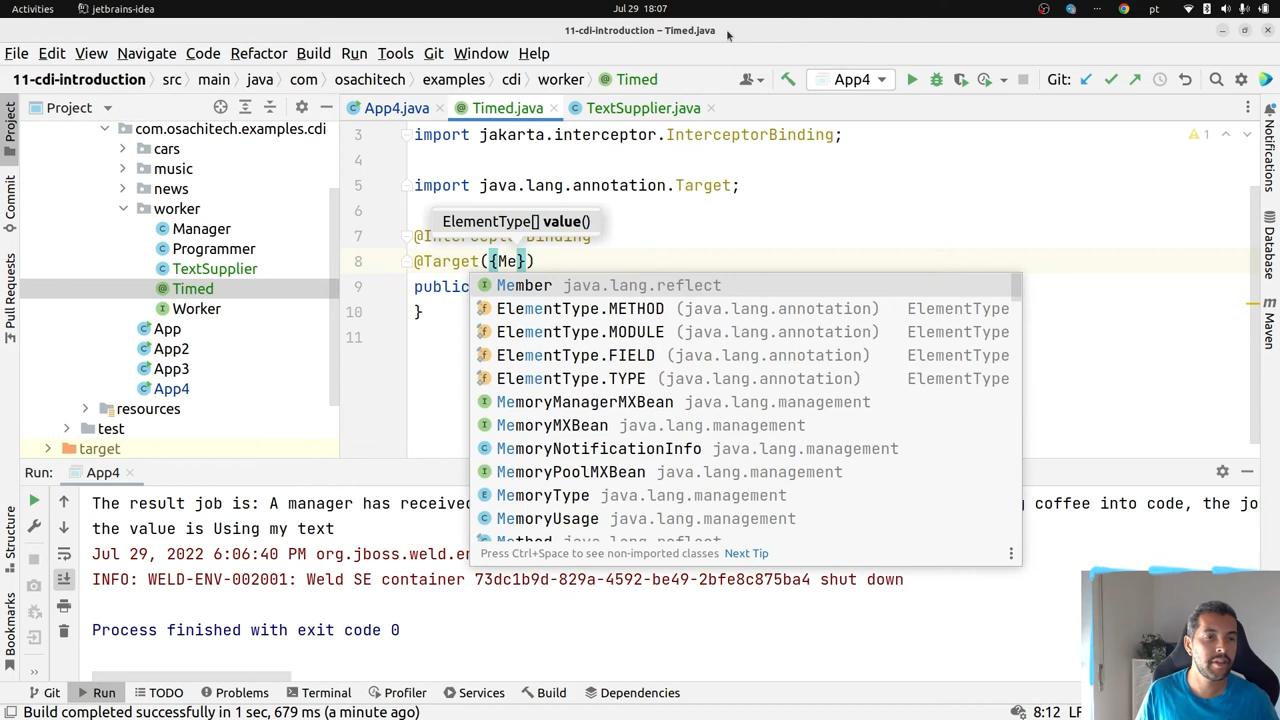 Activities jetbrains-idea Jul 29 18:07 pt
11-cdi-introduction – Timed.java
File Edit View Navigate Code Refactor Build Run Tools Git Window Help
11-cdi-introduction src main java com osachitech examples cdi worker Timed App4 Git:
Project App4.java Timed.java TextSupplier.java
com.osachitech.examples.cdi
cars
music
news
worker
Manager
Programmer
TextSupplier
Timed
Worker
App
App2
App3
App4
resources
test
target
3 import jakarta.interceptor.InterceptorBinding; 1
4
5 import java.lang.annotation.Target;
6
ElementType[] value()
7
8 @Target({Me})
9 public
10 }
11
Member java.lang.reflect
ElementType.METHOD (java.lang.annotation) ElementType
ElementType.MODULE (java.lang.annotation) ElementType
ElementType.FIELD (java.lang.annotation) ElementType
ElementType.TYPE (java.lang.annotation) ElementType
MemoryManagerMXBean java.lang.management
MemoryMXBean java.lang.management
MemoryNotificationInfo java.lang.management
MemoryPoolMXBean java.lang.management
MemoryType java.lang.management
MemoryUsage java.lang.management
Method java.lang.reflect
Press Ctrl+Space to see non-imported classes Next Tip
Run: App4
The result job is: A manager has received g coffee into code, the jo
the value is Using my text
Jul 29, 2022 6:06:40 PM org.jboss.weld.en
INFO: WELD-ENV-002001: Weld SE container 73dc1b9d-829a-4592-be49-2bfe8c875ba4 shut down
Process finished with exit code 0
Project
Commit
Pull Requests
Structure
Bookmarks
Notifications
Database
Maven
Git Run TODO Problems Terminal Profiler Services Build Dependencies
Build completed successfully in 1 sec, 679 ms (a minute ago) 8:12 LF